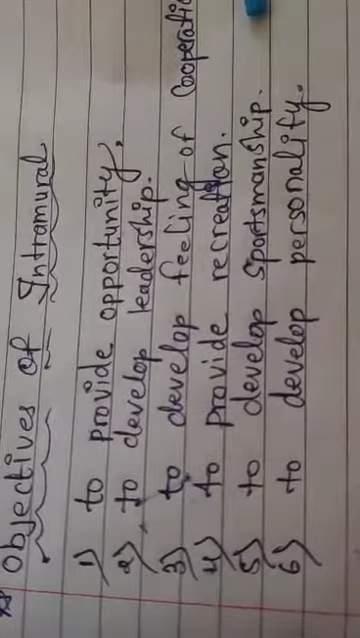 Objectives of Intramural
1) to provide opportunity,
2) to develop leadership.
3) to develop feeling of Cooperatio
4) to provide recreation.
5) to develop sportsmanship.
6) to develop personality.